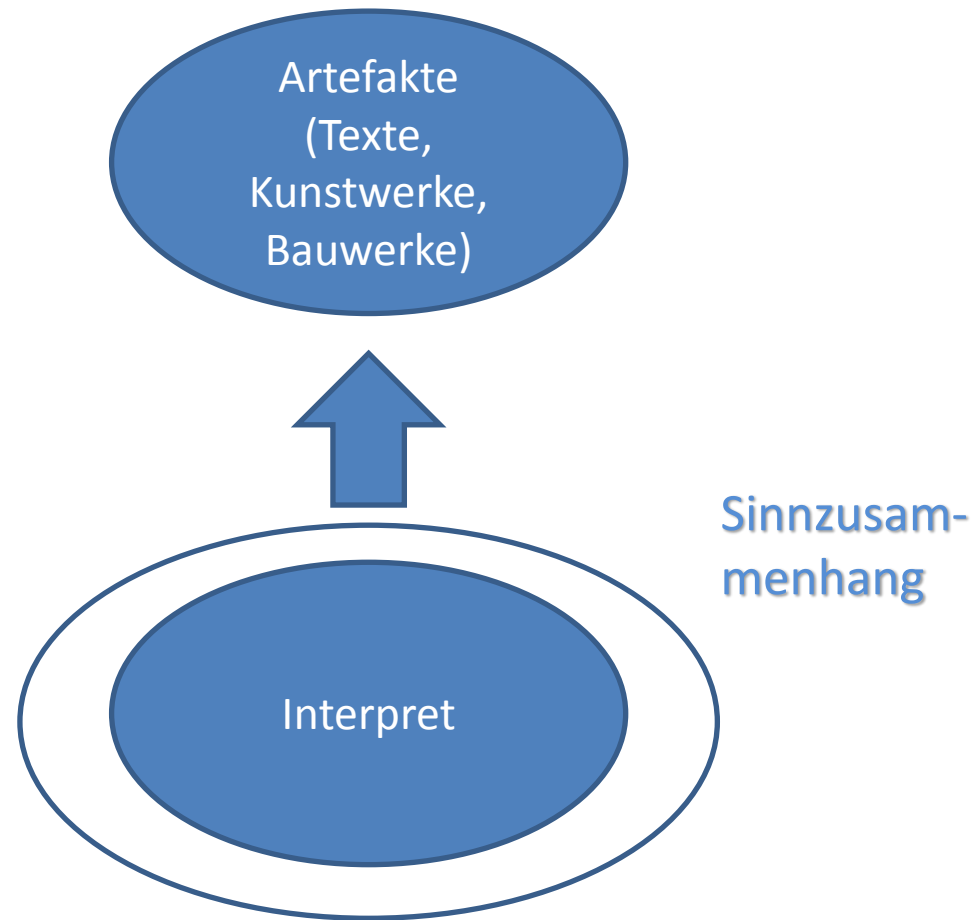 Artefakte
(Texte,
Kunstwerke,
Bauwerke)
Sinnzusam-
menhang
Interpret